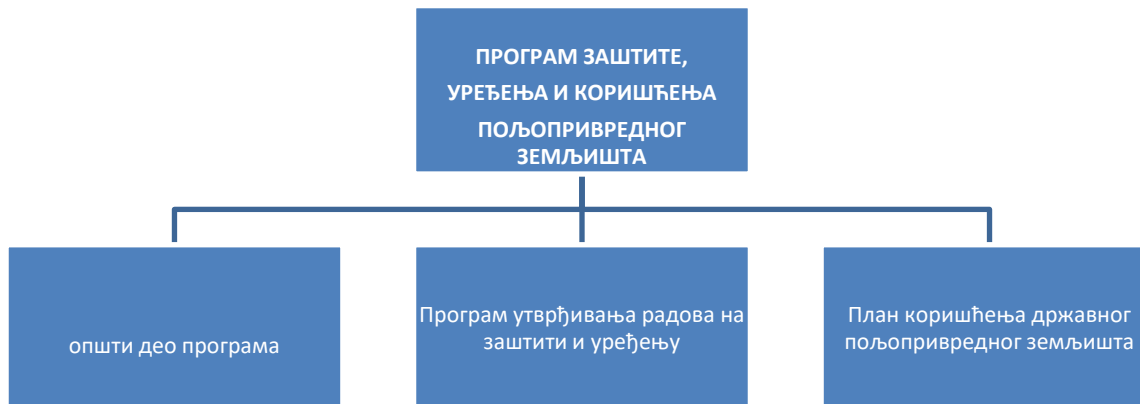 ПРОГРАМ ЗАШТИТЕ,
УРЕЂЕЊА И КОРИШЋЕЊА
ПОЉОПРИВРЕДНОГ
ЗЕМЉИШТА
општи део програма
Програм утврђивања радова на
заштити и уређењу
План коришћења државног
пољопривредног земљишта